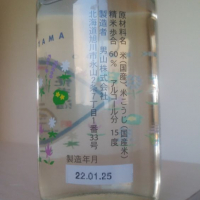 原材料名 米（国産）、米こうじ（国産米）
精米歩合 60% アルコール分 15度
男山株式会社
北海道旭川市永山2条7丁目1番33号
製造年月
22.01.25
YAMA